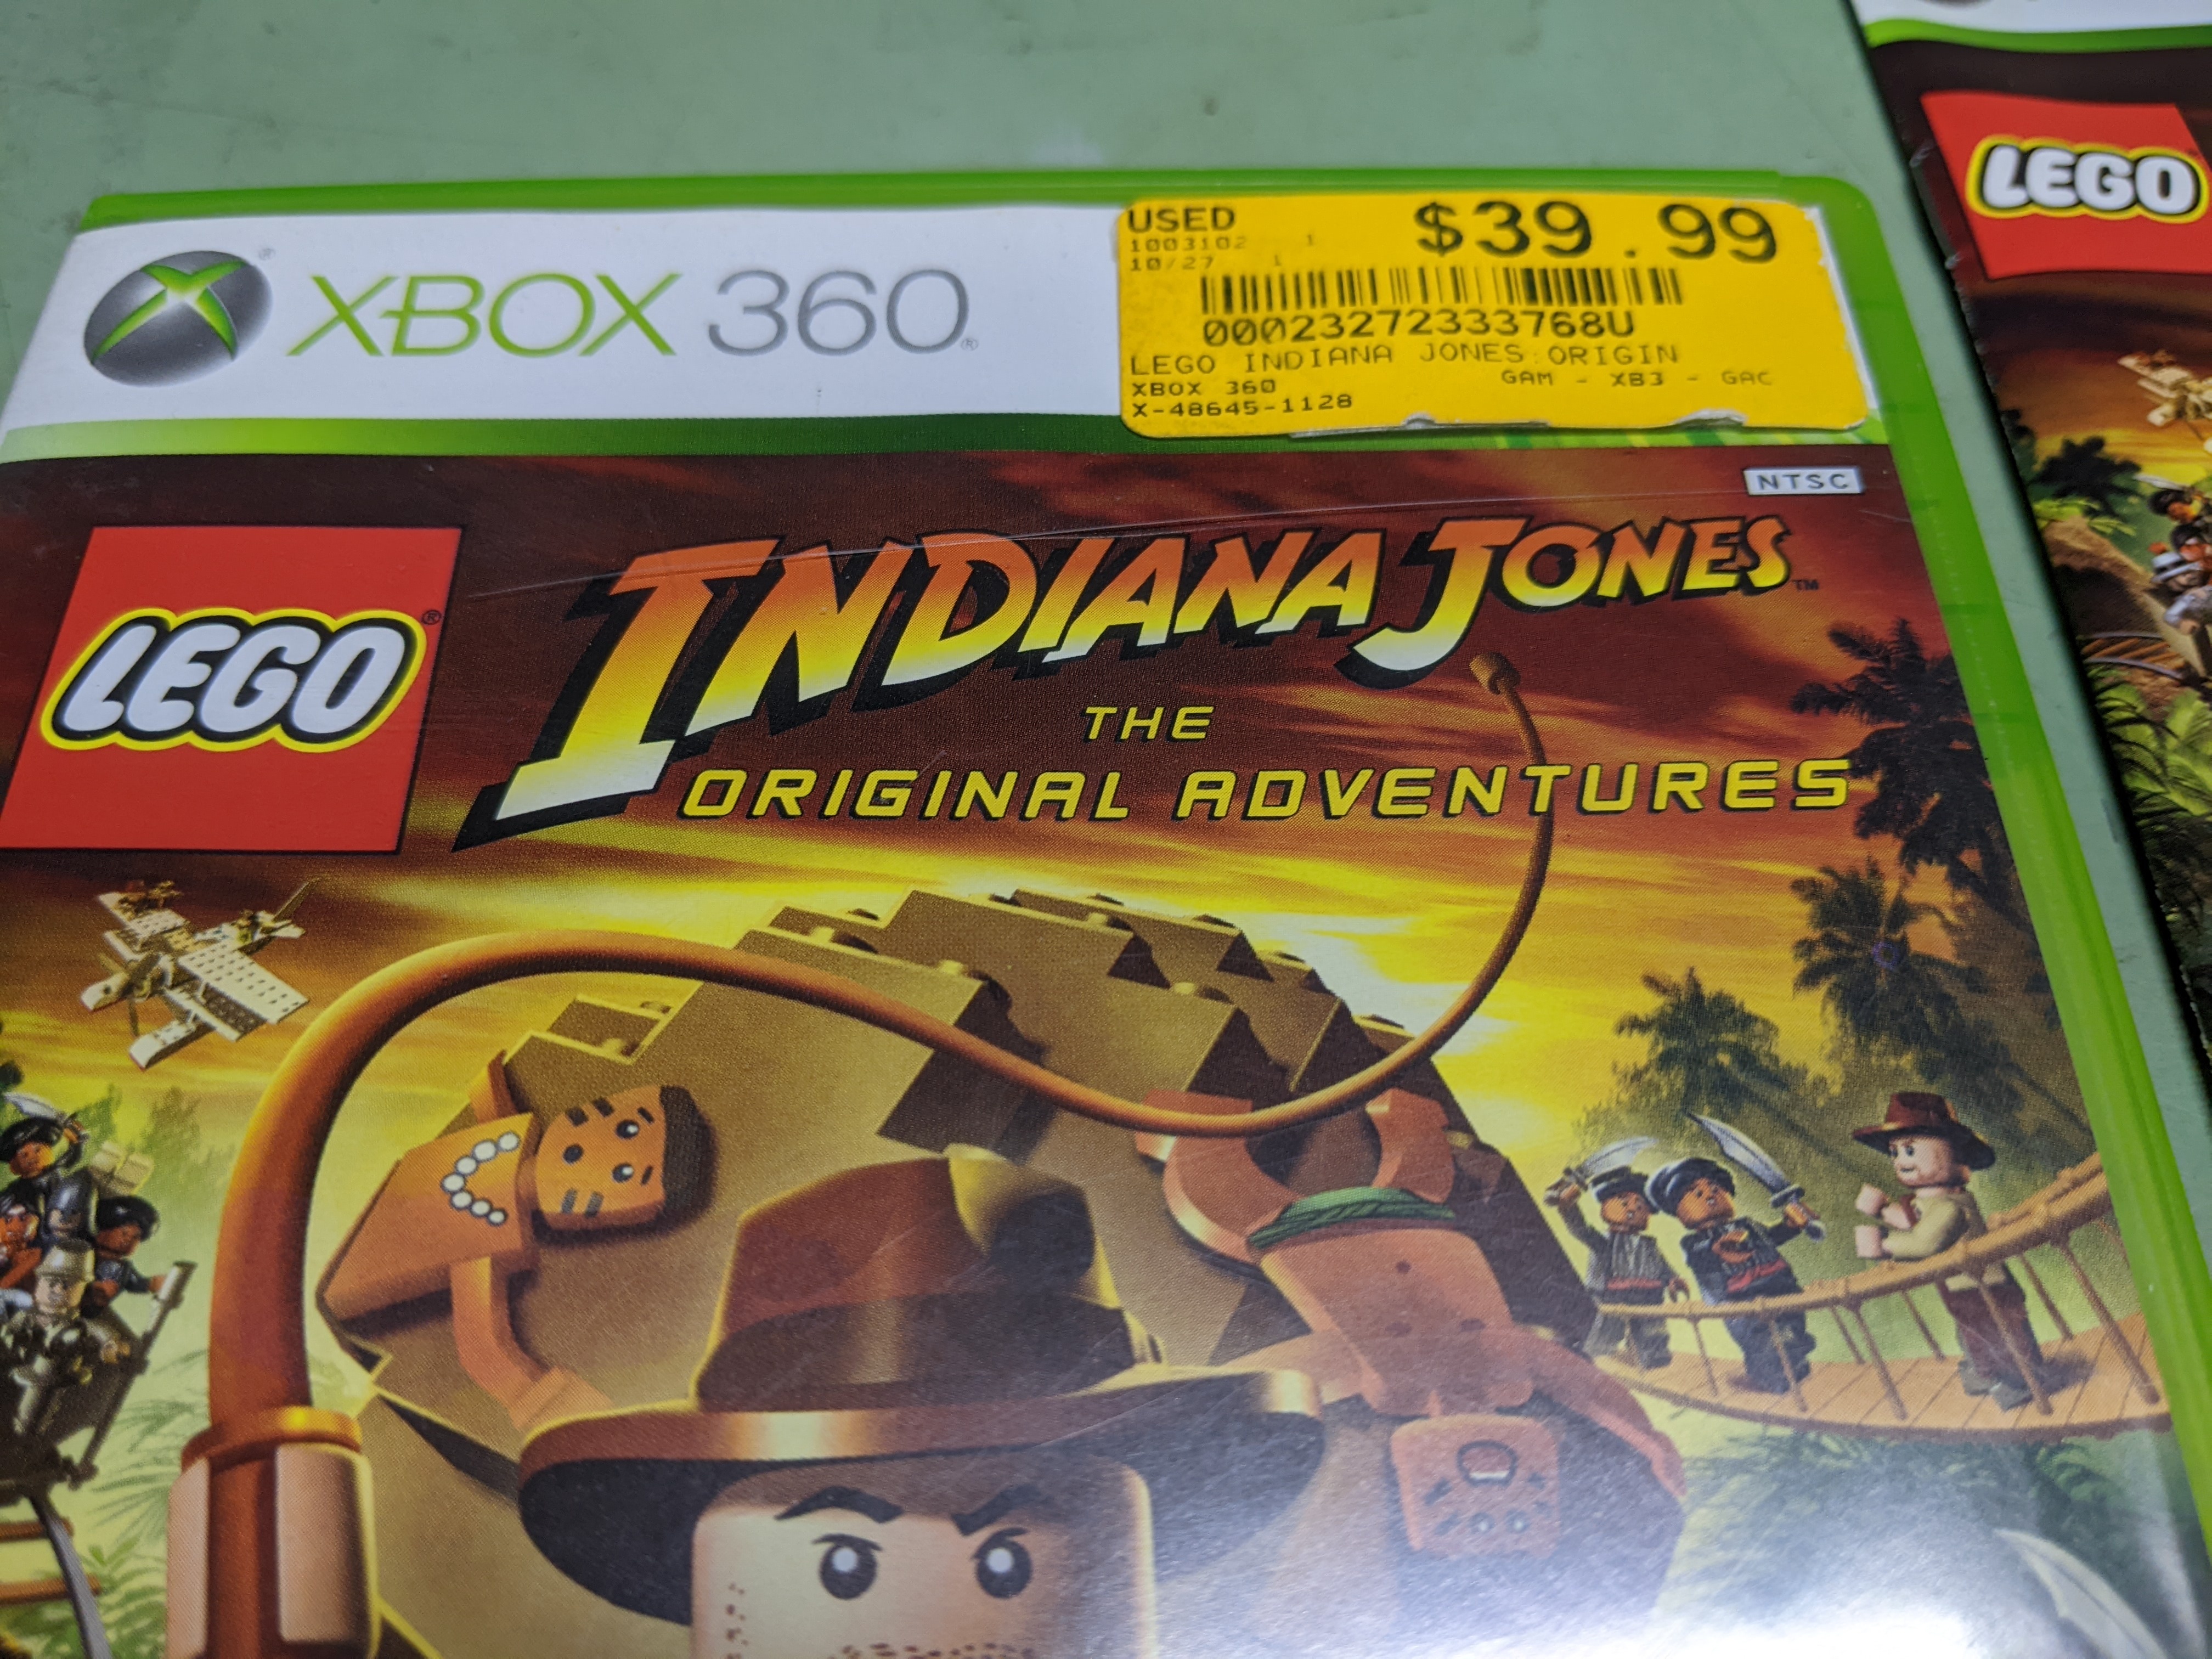 XBOX 360
USED
$39.99
1003102 1
10/27 1
000232723333768U
LEGO INDIANA JONES:ORIGIN
XBOX 360 GAM - XB3 - GAC
X-48645-1128
NTSC
LEGO
INDIANA JONES
THE
ORIGINAL ADVENTURES
LEGO